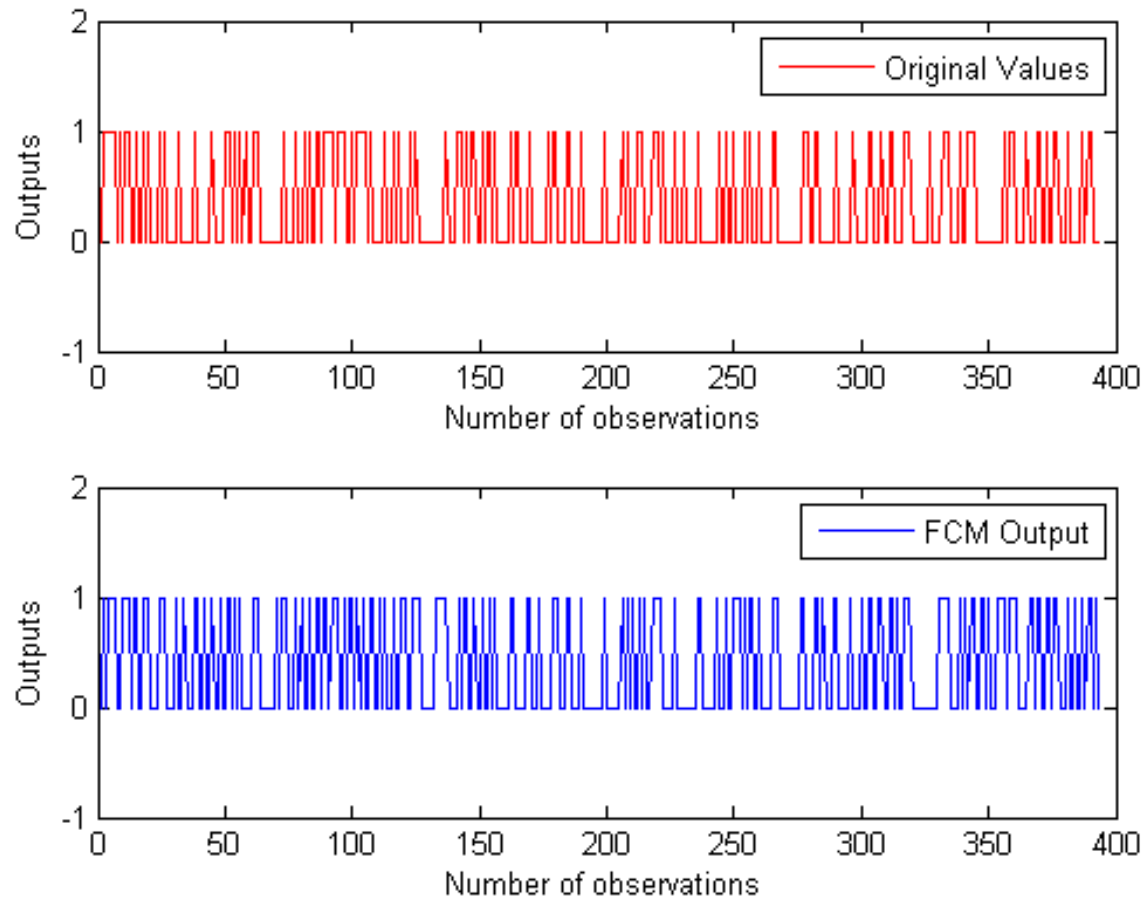 2
Original Values
1
Outputs
0
-1
0 50 100 150 200 250 300 350 400
Number of observations
2
FCM Output
1
Outputs
0
-1
0 50 100 150 200 250 300 350 400
Number of observations